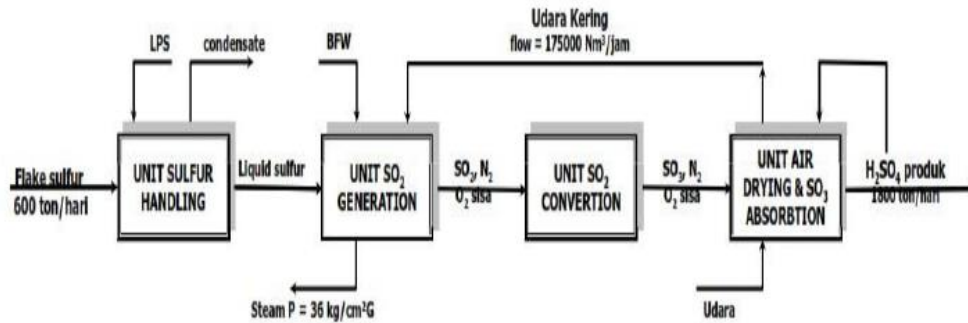 Udara Kering
flow = 175000 Nm³/jam
LPS
condensate
BFW
Flake sulfur
600 ton/hari
UNIT SULFUR
HANDLING
Liquid sulfur
UNIT SO₂
GENERATION
SO₂, N₂
O₂ sisa
UNIT SO₂
CONVERTION
SO₃, N₂
O₂ sisa
UNIT AIR
DRYING & SO₃
ABSORBTION
H₂SO₄ produk
1800 ton/hari
Steam P = 36 kg/cm²G
Udara